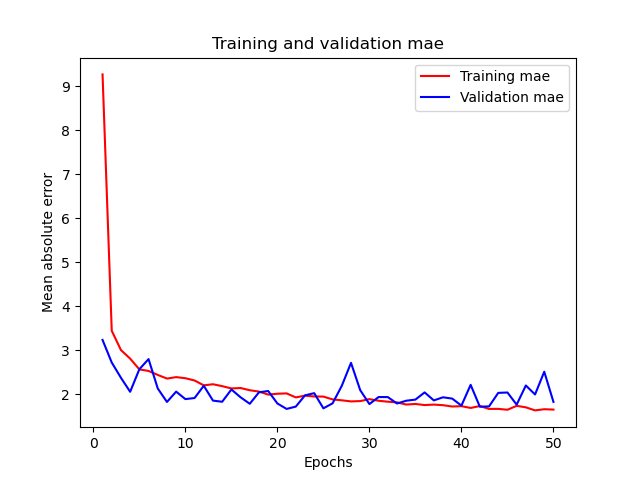 Training and validation mae
Training mae
Validation mae
Mean absolute error
9
8
7
6
5
4
3
2
0 10 20 30 40 50
Epochs